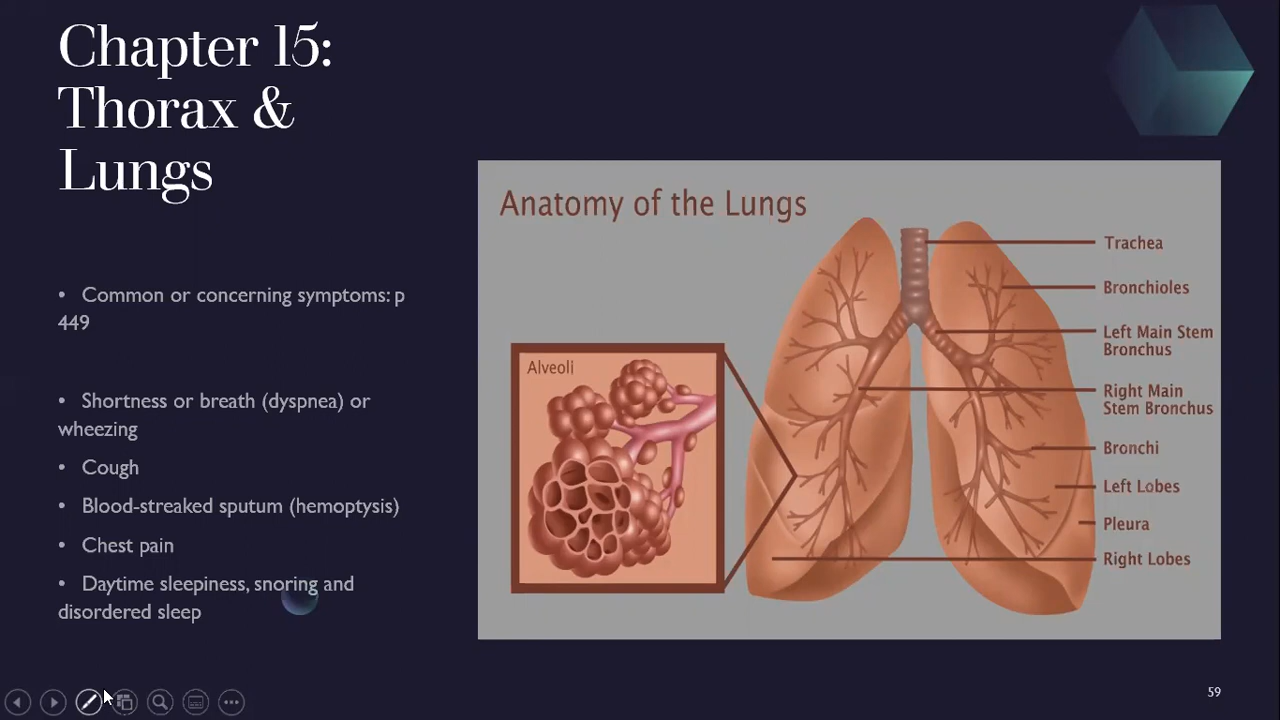 Chapter 15:
Thorax &
Lungs
• Common or concerning symptoms: p
449
• Shortness or breath (dyspnea) or
wheezing
• Cough
• Blood-streaked sputum (hemoptysis)
• Chest pain
• Daytime sleepiness, snoring and
disordered sleep
Anatomy of the Lungs
Alveoli
Trachea
Bronchioles
Left Main Stem
Bronchus
Right Main
Stem Bronchus
Bronchi
Left Lobes
Pleura
Right Lobes
59